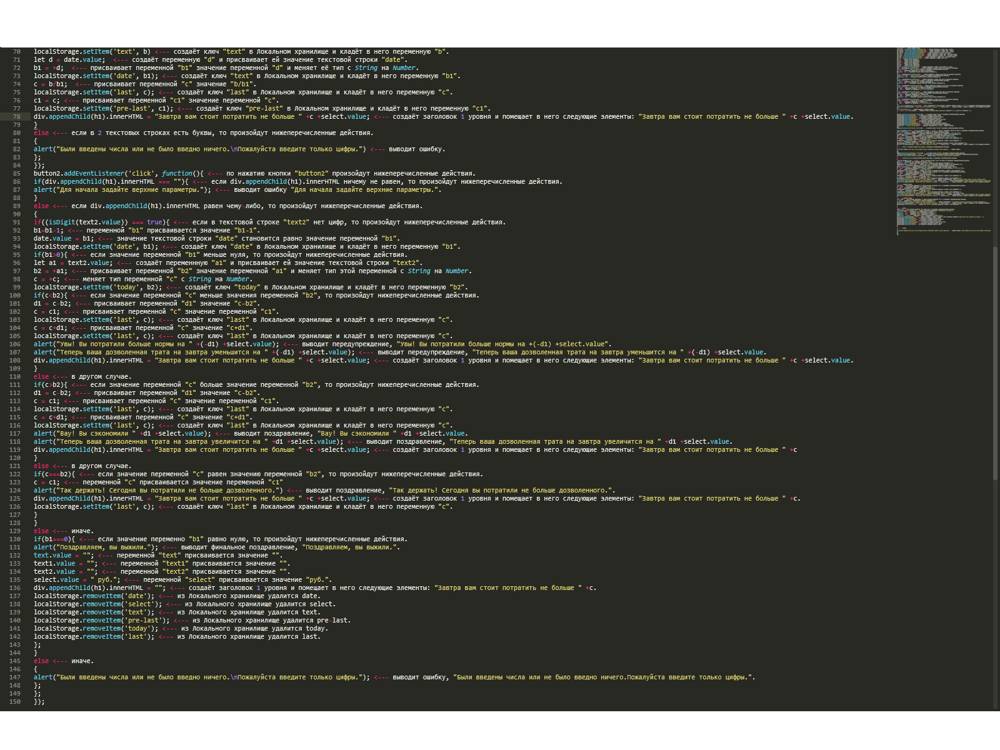 70 localStorage.setItem('text', b) <--- создаёт ключ "text" в Локальном хранилище и кладёт в него переменную "b".
71 let d = date.value;  <--- создаёт переменную "d" и присваивает ей значение текстовой строки "date".
72 b1 = +d;  <--- присваивает переменной "b1" значение переменной "d" и меняет её тип с String на Number.
73 localStorage.setItem('date', b1); <--- создаёт ключ "text" в Локальном хранилище и кладёт в него переменную "b1".
74 c = b/b1;  <--- присваивает переменной "c" значение "b/b1".
75 localStorage.setItem('last', c); <--- создаёт ключ "last" в Локальном хранилище и кладёт в него переменную "c".
76 c1 = c; <--- присваивает переменной "c1" значение переменной "c".
77 localStorage.setItem('pre-last', c1); <--- создаёт ключ "pre-last" в Локальном хранилище и кладёт в него переменную "c1".
78 div.appendChild(h1).innerHTML = "Завтра вам стоит потратить не больше " +c +select.value; <--- создаёт заголовок 1 уровня и помещает в него следующие элементы: "Завтра вам стоит потратить не больше " +c +select.value.
79 }
80 else <--- если в 2 текстовых строках есть буквы, то произойдут нижеперечисленные действия.
81 {
82 alert("Были введены числа или не было введно ничего.\nПожалуйста введите только цифры.") <--- выводит ошибку.
83 };
84 });
85 button2.addEventListener('click', function(){ <--- по нажатию кнопки "button2" произойдут нижеперечисленные действия.
86 if(div.appendChild(h1).innerHTML === ""){ <--- если div.appendChild(h1).innerHTML ничему не равен, то произойдут нижеперечисленные действия.
87 alert("Для начала задайте верхние параметры."); <--- выводит ошибку "Для начала задайте верхние параметры.".
88 }
89 else <--- если div.appendChild(h1).innerHTML равен чему-либо, то произойдут нижеперечисленные действия.
90 {
91 if((isDigit(text2.value)) === true){ <--- если в текстовой строке "text2" нет цифр, то произойдут нижеперечисленные действия.
92 b1=b1-1; <--- переменной "b1" присваивается значение "b1-1".
93 date.value = b1; <--- значение текстовой строки "date" становится равно значение переменной "b1".
94 localStorage.setItem('date', b1); <--- создаёт ключ "date" в Локальном хранилище и кладёт в него переменную "b1".
95 if(b1>0){ <--- если значение переменной "b1" меньше нуля, то произойдут нижеперечисленные действия.
96 let a1 = text2.value; <--- создаёт переменнную "a1" и присваивает ей значение текстовой строки "text2".
97 b2 = +a1; <--- присваивает переменной "b2" значение переменной "a1" и меняет тип этой переменной с String на Number.
98 c = +c; <--- меняет тип переменной "c" с String на Number.
99 localStorage.setItem('today', b2); <--- создаёт ключ "today" в Локальном хранилище и кладёт в него переменную "b2".
100 if(c<b2){ <--- если значение переменной "c" меньше значения переменной "b2", то произойдут нижеперечисленные действия.
101 d1 = c-b2; <--- присваивает переменной "d1" значение "c-b2".
102 c = c1; <--- присваивает переменной "c" значение переменной "c1".
103 localStorage.setItem('last', c); <--- создаёт ключ "last" в Локальном хранилище и кладёт в него переменную "c".
104 c = c+d1; <--- присваивает переменной "c" значение "c+d1".
105 localStorage.setItem('last', c); <--- создаёт ключ "last" в Локальном хранилище и кладёт в него переменную "c".
106 alert("Увы! Вы потратили больше нормы на " +(-d1) +select.value); <--- выводит передупреждение, "Увы! Вы потратили больше нормы на +(-d1) +select.value".
107 alert("Теперь ваша дозволенная трата на завтра уменьшится на " +(-d1) +select.value); <--- выводит передупреждение, "Теперь ваша дозволенная трата на завтра уменьшится на " +(-d1) +select.value.
108 div.appendChild(h1).innerHTML = "Завтра вам стоит потратить не больше " +c +select.value; <--- создаёт заголовок 1 уровня и помещает в него следующие элементы: "Завтра вам стоит потратить не больше " +c +select.value.
109 }
110 else <--- в другом случае.
111 if(c>b2){ <--- если значение переменной "c" больше значение переменной "b2", то произойдут нижеперечисленные действия.
112 d1 = c-b2; <--- присваивает переменной "d1" значение "c-b2".
113 c = c1; <--- присваивает переменной "c" значение переменной "c1".
114 localStorage.setItem('last', c); <--- создаёт ключ "last" в Локальном хранилище и кладёт в него переменную "c".
115 c = c+d1; <--- присваивает переменной "c" значение "c+d1".
116 localStorage.setItem('last', c); <--- создаёт ключ "last" в Локальном хранилище и кладёт в него переменную "c".
117 alert("Вау! Вы сэкономили " +d1 +select.value); <--- выводит поздравление, "Вау! Вы сэкономили " +d1 +select.value.
118 alert("Теперь ваша дозволенная трата на завтра увеличится на " +d1 +select.value); <--- выводит поздравление, "Теперь ваша дозволенная трата на завтра увеличится на " +d1 +select.value.
119 div.appendChild(h1).innerHTML = "Завтра вам стоит потратить не больше " +c +select.value; <--- создаёт заголовок 1 уровня и помещает в него следующие элементы: "Завтра вам стоит потратить не больше " +c
120 }
121 else <--- в другом случае.
122 if(c===b2){ <--- если значение переменной "c" равен значению переменной "b2", то произойдут нижеперечисленные действия.
123 c = c1; <--- переменной "c" присваивается значение переменной "c1"
124 alert("Так держать! Сегодня вы потратили не больше дозволенного.") <--- выводит поздравление, "Так держать! Сегодня вы потратили не больше дозволенного.".
125 div.appendChild(h1).innerHTML = "Завтра вам стоит потратить не больше " +c +select.value; <--- создаёт заголовок 1 уровня и помещает в него следующие элементы: "Завтра вам стоит потратить не больше " +c.
126 localStorage.setItem('last', c); <--- создаёт ключ "last" в Локальном хранилище и кладёт в него переменную "c".
127 }
128 }
129 else <--- иначе.
130 if(b1===0){ <--- если значение переменно "b1" равно нулю, то произойдут нижеперечисленные действия.
131 alert("Поздравляем, вы выжили."); <--- выводит финальное поздравление, "Поздравляем, вы выжили.".
132 text.value = ""; <--- переменной "text" присваивается значение "".
133 text1.value = ""; <--- переменной "text1" присваивается значение "".
134 text2.value = ""; <--- переменной "text2" присваивается значение "".
135 select.value = " руб."; <--- переменной "select" присваивается значение "руб.".
136 div.appendChild(h1).innerHTML = ""; <--- создаёт заголовок 1 уровня и помещает в него следующие элементы: "Завтра вам стоит потратить не больше " +c.
137 localStorage.removeItem('date'); <--- из Локального хранилище удалится date.
138 localStorage.removeItem('select'); <--- из Локального хранилище удалится select.
139 localStorage.removeItem('text'); <--- из Локального хранилище удалится text.
140 localStorage.removeItem('pre-last'); <--- из Локального хранилище удалится pre-last.
141 localStorage.removeItem('today'); <--- из Локального хранилище удалится today.
142 localStorage.removeItem('last'); <--- из Локального хранилище удалится last.
143 };
144 }
145 else <--- иначе.
146 {
147 alert("Были введены числа или не было введно ничего.\nПожалуйста введите только цифры."); <--- выводит ошибку, "Были введены числа или не было введно ничего.Пожалуйста введите только цифры.".
148 };
149 };
150 });